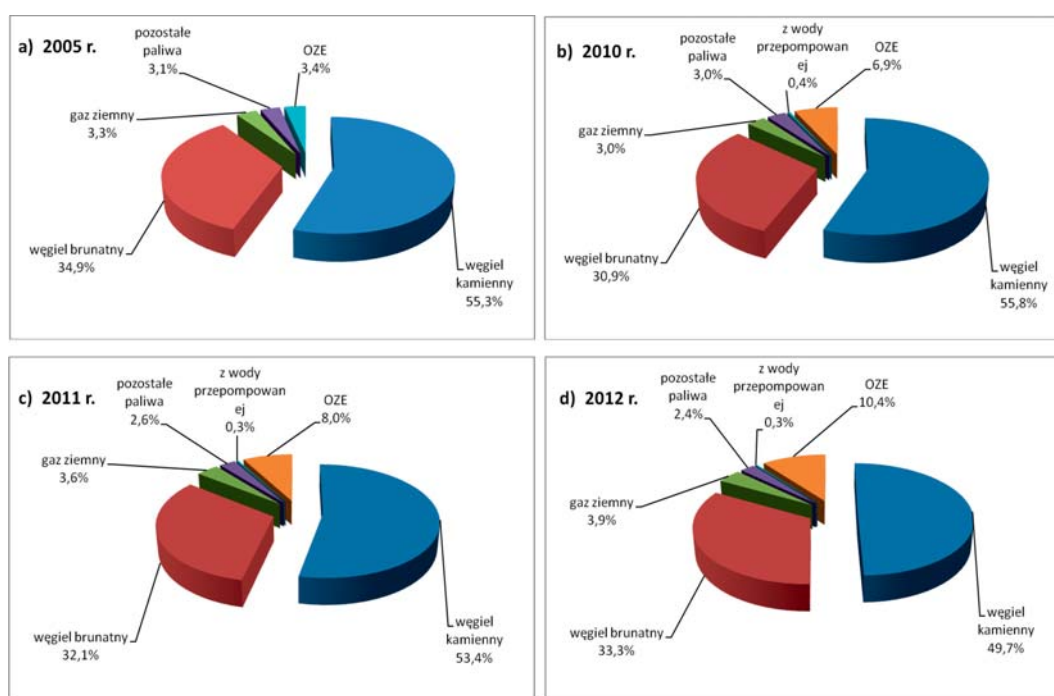 a) 2005 r.
pozostałe
paliwa
3,1%
OZE
3,4%
gaz ziemny
3,3%
węgiel brunatny
34,9%
węgiel
kamienny
55,3%
b) 2010 r.
pozostałe
paliwa
3,0%
z wody
przepompowan
ej
0,4%
OZE
6,9%
gaz ziemny
3,0%
węgiel brunatny
30,9%
węgiel
kamienny
55,8%
c) 2011 r.
pozostałe
paliwa
2,6%
z wody
przepompowan
ej
0,3%
OZE
8,0%
gaz ziemny
3,6%
węgiel brunatny
32,1%
węgiel
kamienny
53,4%
d) 2012 r.
pozostałe
paliwa
2,4%
z wody
przepompowan
ej
0,3%
OZE
10,4%
gaz ziemny
3,9%
węgiel brunatny
33,3%
węgiel
kamienny
49,7%